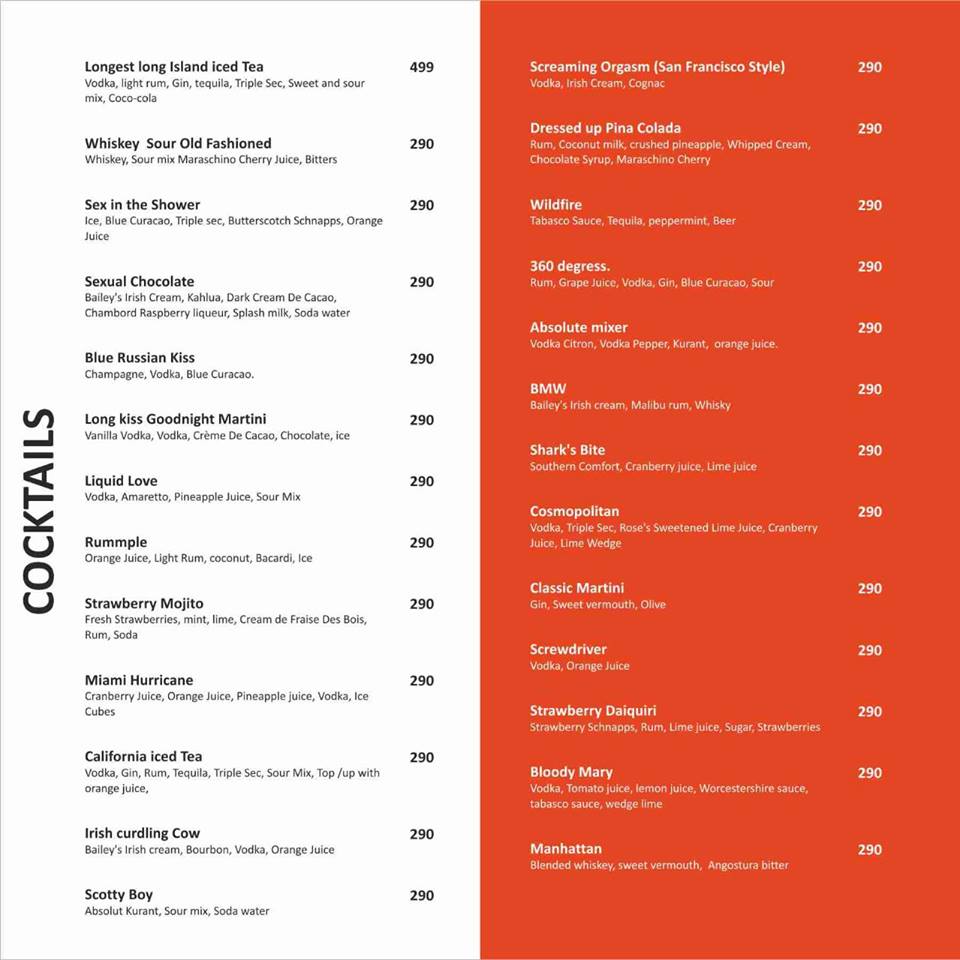 COCKTAILS
Longest long Island iced Tea 499
Vodka, light rum, Gin, tequila, Triple Sec, Sweet and sour
mix, Coco-cola
Whiskey  Sour Old Fashioned 290
Whiskey, Sour mix Maraschino Cherry Juice, Bitters
Sex in the Shower 290
Ice, Blue Curacao, Triple sec, Butterscotch Schnapps, Orange
Juice
Sexual Chocolate 290
Bailey's Irish Cream, Kahlua, Dark Cream De Cacao,
Chambord Raspberry liqueur, Splash milk, Soda water
Blue Russian Kiss 290
Champagne, Vodka, Blue Curacao.
Long kiss Goodnight Martini 290
Vanilla Vodka, Vodka, Crème De Cacao, Chocolate, ice
Liquid Love 290
Vodka, Amaretto, Pineapple Juice, Sour Mix
Rummple 290
Orange Juice, Light Rum, coconut, Bacardi, Ice
Strawberry Mojito 290
Fresh Strawberries, mint, lime, Cream de Fraise Des Bois,
Rum, Soda
Miami Hurricane 290
Cranberry Juice, Orange Juice, Pineapple juice, Vodka, Ice
Cubes
California iced Tea 290
Vodka, Gin, Rum, Tequila, Triple Sec, Sour Mix, Top /up with
orange juice,
Irish curdling Cow 290
Bailey's Irish cream, Bourbon, Vodka, Orange Juice
Scotty Boy 290
Absolut Kurant, Sour mix, Soda water
Screaming Orgasm (San Francisco Style) 290
Vodka, Irish Cream, Cognac
Dressed up Pina Colada 290
Rum, Coconut milk, crushed pineapple, Whipped Cream,
Chocolate Syrup, Maraschino Cherry
Wildfire 290
Tabasco Sauce, Tequila, peppermint, Beer
360 degress. 290
Rum, Grape Juice, Vodka, Gin, Blue Curacao, Sour
Absolute mixer 290
Vodka Citron, Vodka Pepper, Kurant,  orange juice.
BMW 290
Bailey's Irish cream, Malibu rum, Whisky
Shark's Bite 290
Southern Comfort, Cranberry juice, Lime juice
Cosmopolitan 290
Vodka, Triple Sec, Rose's Sweetened Lime Juice, Cranberry
Juice, Lime Wedge
Classic Martini 290
Gin, Sweet vermouth, Olive
Screwdriver 290
Vodka, Orange Juice
Strawberry Daiquiri 290
Strawberry Schnapps, Rum, Lime juice, Sugar, Strawberries
Bloody Mary 290
Vodka, Tomato juice, lemon juice, Worcestershire sauce,
tabasco sauce, wedge lime
Manhattan 290
Blended whiskey, sweet vermouth,  Angostura bitter